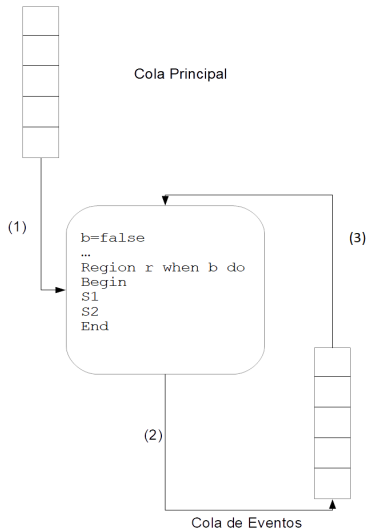 Cola Principal
(1)
(3)
b=false
…
Region r when b do
Begin
S1
S2
End
(2)
Cola de Eventos